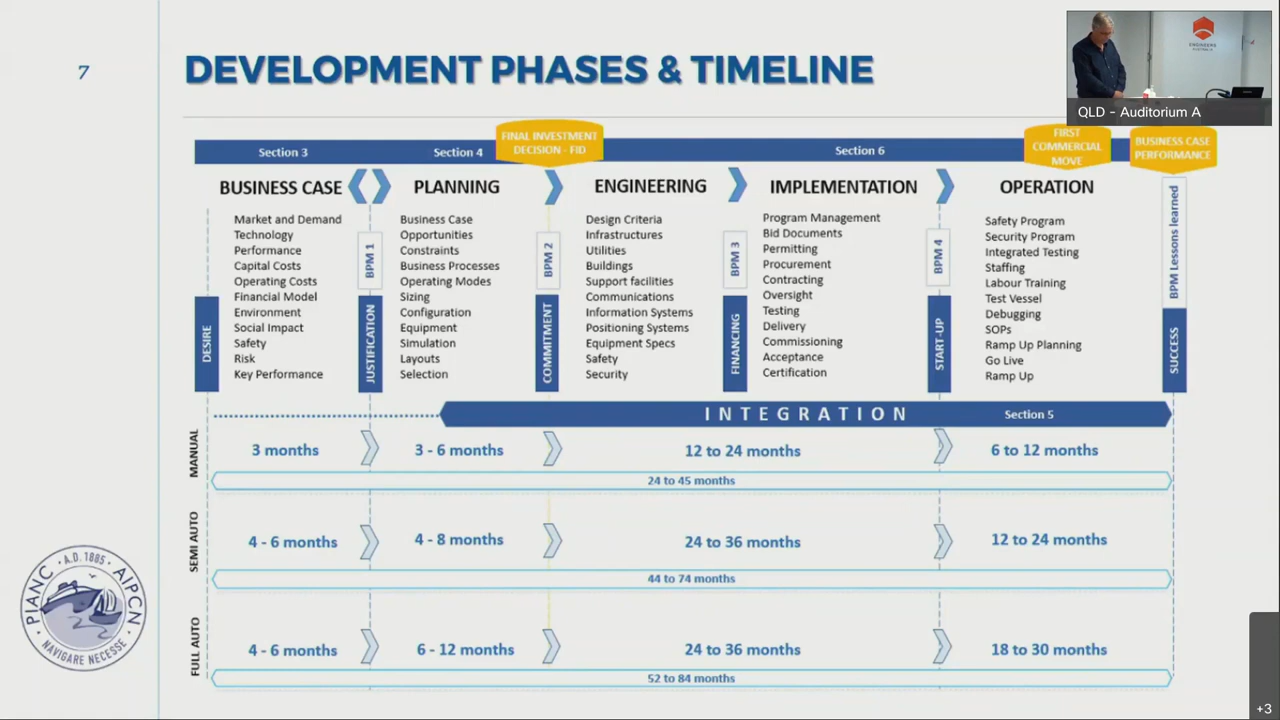 7
DEVELOPMENT PHASES & TIMELINE
ENGINEERS
AUSTRALIA
QLD - Auditorium A
Section 3
Section 4
FINAL INVESTMENT
DECISION - FID
Section 6
FIRST
COMMERCIAL
MOVE
BUSINESS CASE
PERFORMANCE
BUSINESS CASE
PLANNING
ENGINEERING
IMPLEMENTATION
OPERATION
DESIRE
Market and Demand
Technology
Performance
Capital Costs
Operating Costs
Financial Model
Environment
Social Impact
Safety
Risk
Key Performance
BPM 1
JUSTIFICATION
Business Case
Opportunities
Constraints
Business Processes
Operating Modes
Sizing
Configuration
Equipment
Simulation
Layouts
Selection
BPM 2
COMMITMENT
Design Criteria
Infrastructures
Utilities
Buildings
Support facilities
Communications
Information Systems
Positioning Systems
Equipment Specs
Safety
Security
BPM 3
FINANCING
Program Management
Bid Documents
Permitting
Procurement
Contracting
Oversight
Testing
Delivery
Commissioning
Acceptance
Certification
BPM 4
START-UP
Safety Program
Security Program
Integrated Testing
Staffing
Labour Training
Test Vessel
Debugging
SOPs
Ramp Up Planning
Go Live
Ramp Up
BPM Lessons learned
SUCCESS
INTEGRATION
Section 5
MANUAL
3 months
3 - 6 months
12 to 24 months
6 to 12 months
24 to 45 months
SEMI AUTO
4 - 6 months
4 - 8 months
24 to 36 months
12 to 24 months
44 to 74 months
FULL AUTO
4 - 6 months
6 - 12 months
24 to 36 months
18 to 30 months
52 to 84 months
PIANC · A.D. 1885 · AIPCN
NAVIGARE NECESSE
+3